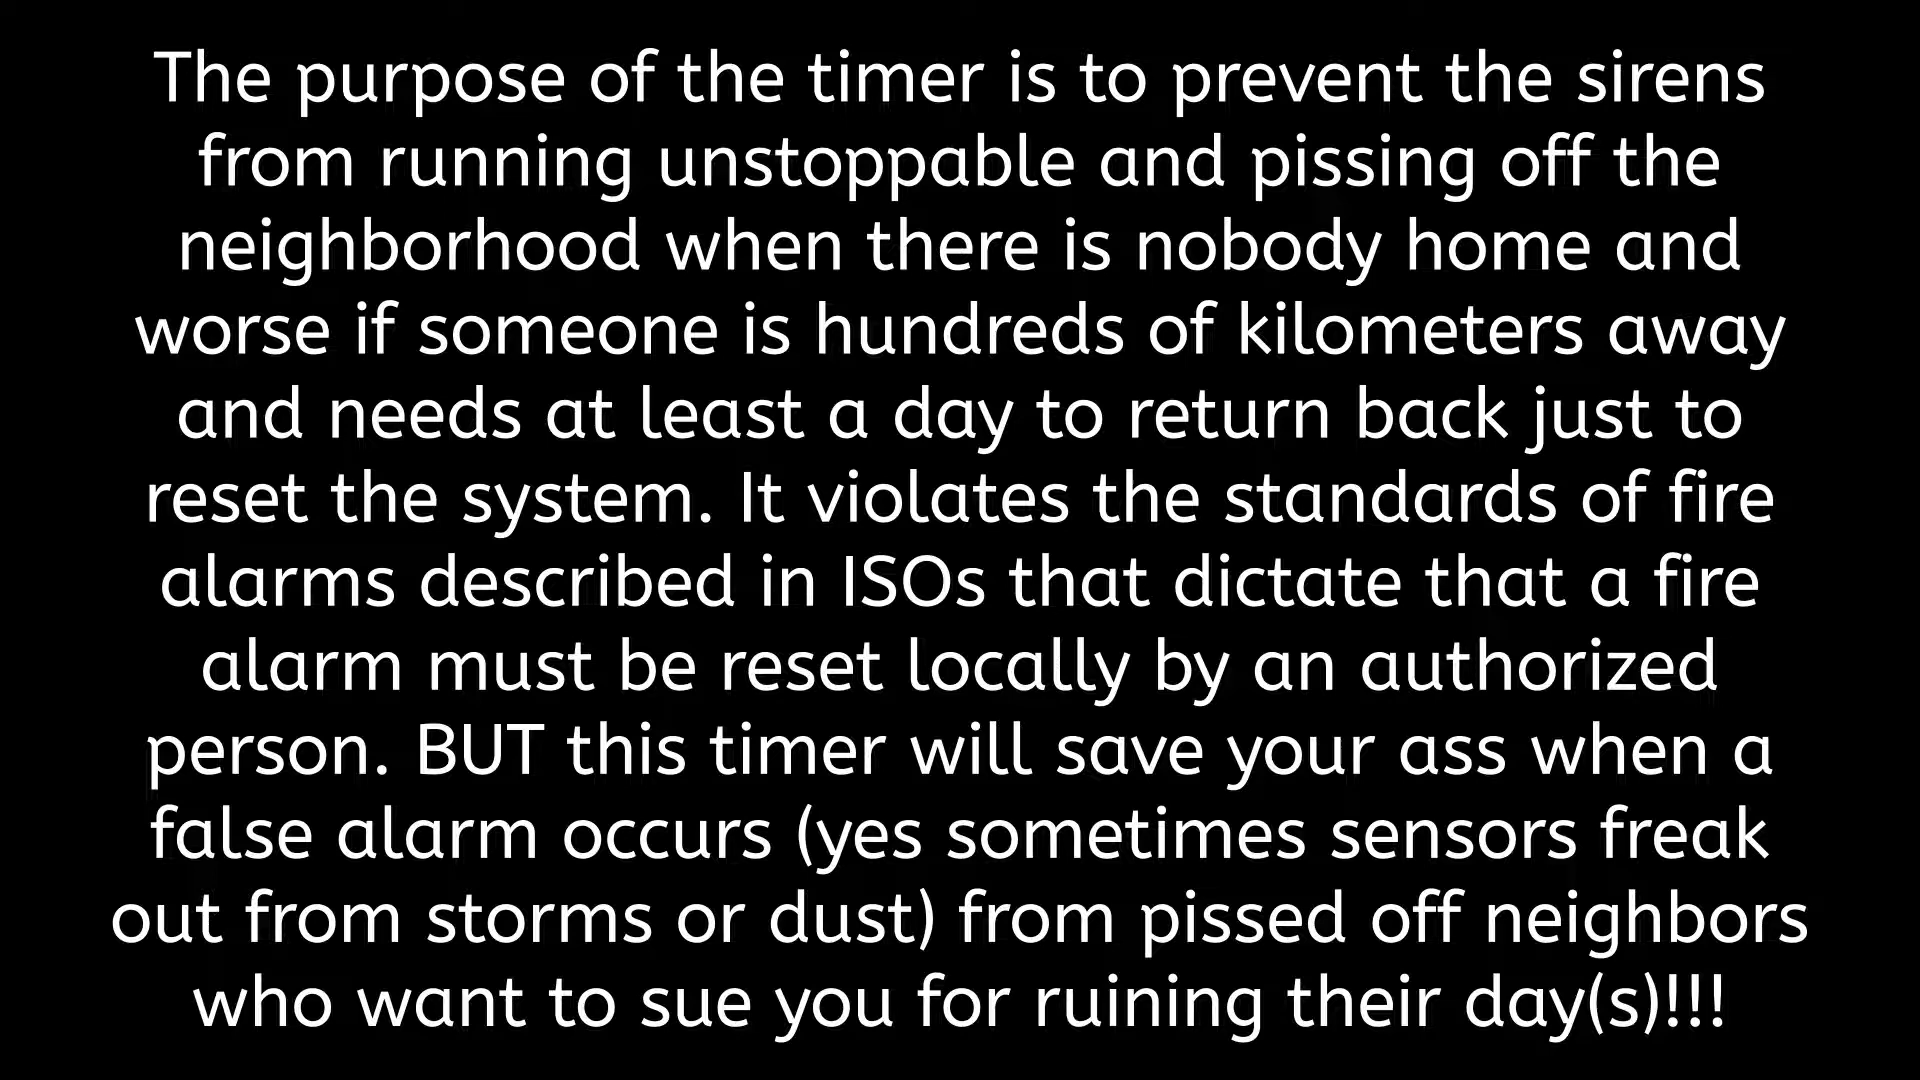 The purpose of the timer is to prevent the sirens
from running unstoppable and pissing off the
neighborhood when there is nobody home and
worse if someone is hundreds of kilometers away
and needs at least a day to return back just to
reset the system. It violates the standards of fire
alarms described in ISOs that dictate that a fire
alarm must be reset locally by an authorized
person. BUT this timer will save your ass when a
false alarm occurs (yes sometimes sensors freak
out from storms or dust) from pissed off neighbors
who want to sue you for ruining their day(s)!!!